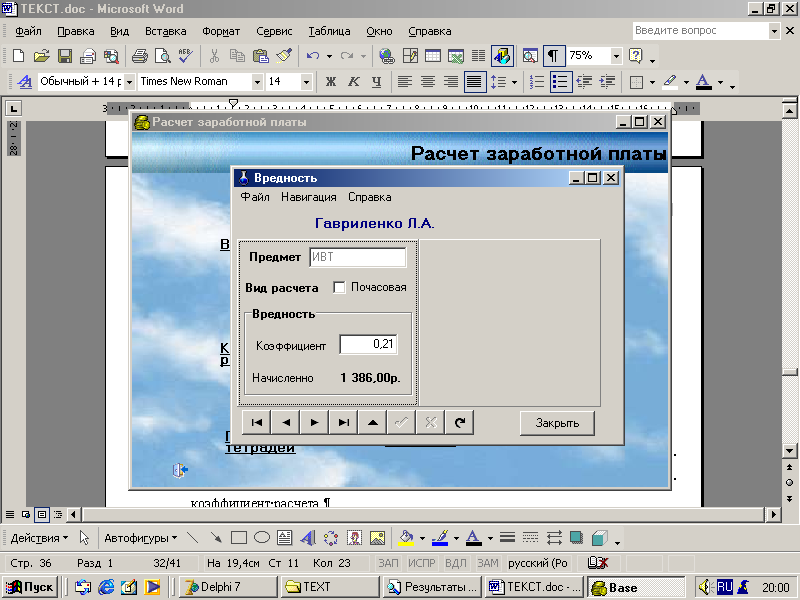 ТЕКСТ.doc - Microsoft Word
Файл Правка Вид Вставка Формат Сервис Таблица Окно Справка Введите вопрос
75%
Обычный + 14 г Times New Roman 14 Ж К Ч
Расчет заработной платы
Расчет заработной платы
Вредность
Файл Навигация Справка
Гавриленко Л.А.
Предмет ИВТ
Вид расчета Почасовая
Вредность
Коэффициент 0,21
Начисленно 1 386,00р.
Закрыть
тетрадей
коэффициент·расчета.¶
Действия Автофигуры
Стр. 36 Разд 1 32/41 На 19,4см Ст 11 Кол 23 ЗАП ИСПР ВДЛ ЗАМ русский (Ро
Пуск Delphi 7 TEXT Результаты ... ТЕКСТ.doc - ... Base RU 20:00